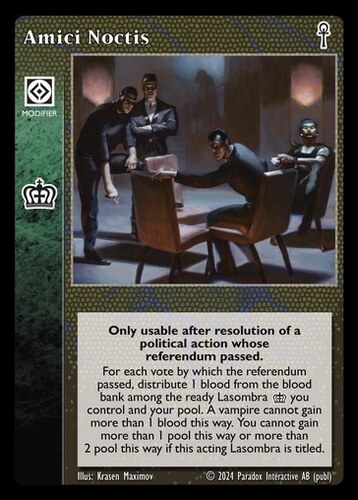 Amici Noctis
MODIFIER
Only usable after resolution of a
political action whose
referendum passed.
For each vote by which the referendum
passed, distribute 1 blood from the blood
bank among the ready Lasombra you
control and your pool. A vampire cannot gain
more than 1 blood this way. You cannot gain
more than 1 pool this way or more than
2 pool this way if this acting Lasombra is titled.
Illus: Krasen Maximov © 2024 Paradox Interactive AB (publ)